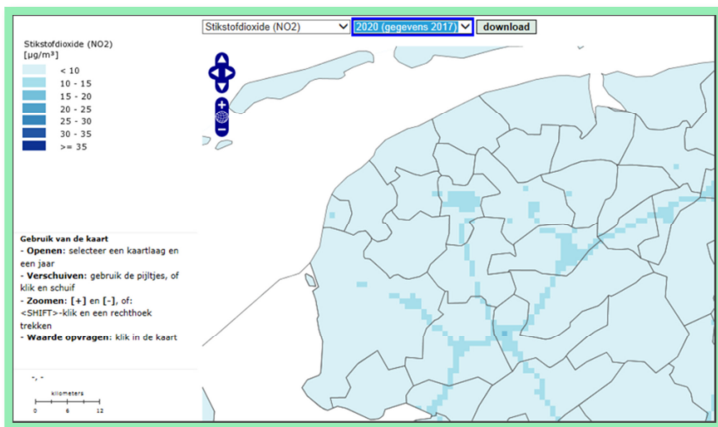 Stikstofdioxide (NO2)
2020 (gegevens 2017)
download
Stikstofdioxide (NO2)
[µg/m³]
< 10
10 - 15
15 - 20
20 - 25
25 - 30
30 - 35
>= 35
Gebruik van de kaart
- Openen: selecteer een kaartlaag en
een jaar
- Verschuiven: gebruik de pijltjes, of
klik en schuif
- Zoomen: [+] en [-], of:
<SHIFT>-klik en een rechthoek
trekken
- Waarde opvragen: klik in de kaart
-, -
kilometers
0 6 12